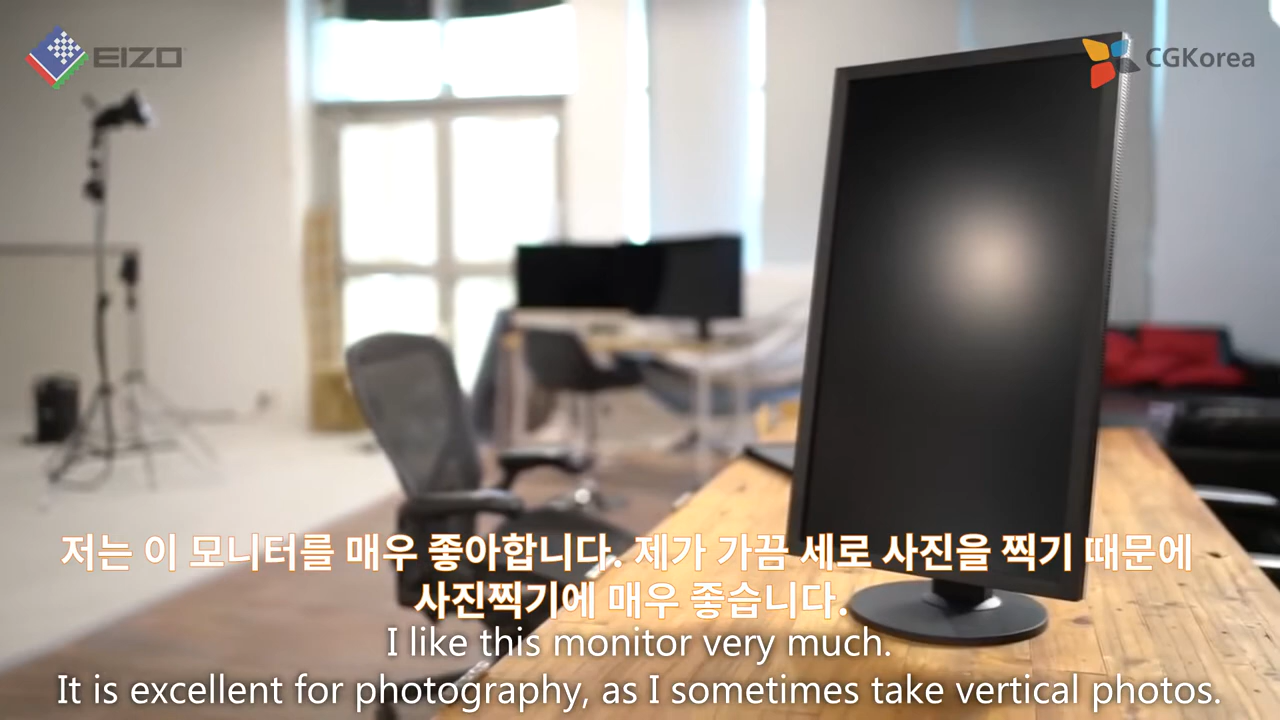 EIZO
CGKorea
저는 이 모니터를 매우 좋아합니다. 제가 가끔 세로 사진을 찍기 때문에
사진찍기에 매우 좋습니다.
I like this monitor very much.
It is excellent for photography, as I sometimes take vertical photos.